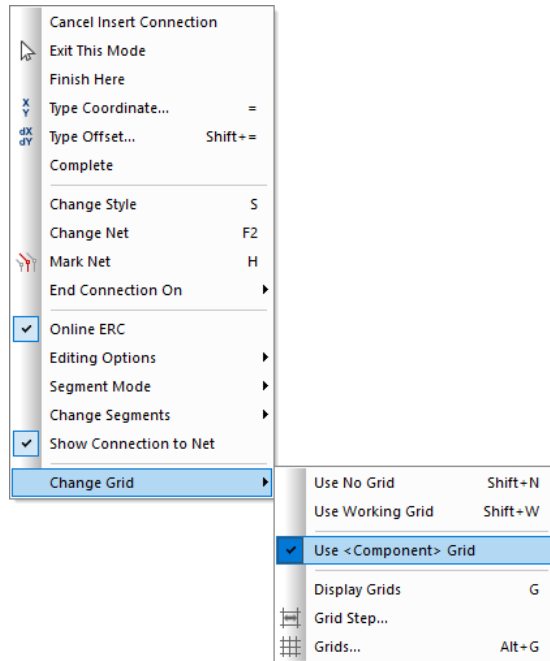 Cancel Insert Connection
Exit This Mode
Finish Here
X Y Type Coordinate... =
dX dY Type Offset... Shift+=
Complete
Change Style S
Change Net F2
Mark Net H
End Connection On
Online ERC
Editing Options
Segment Mode
Change Segments
Show Connection to Net
Change Grid
Use No Grid Shift+N
Use Working Grid Shift+W
Use <Component> Grid
Display Grids G
Grid Step...
Grids... Alt+G